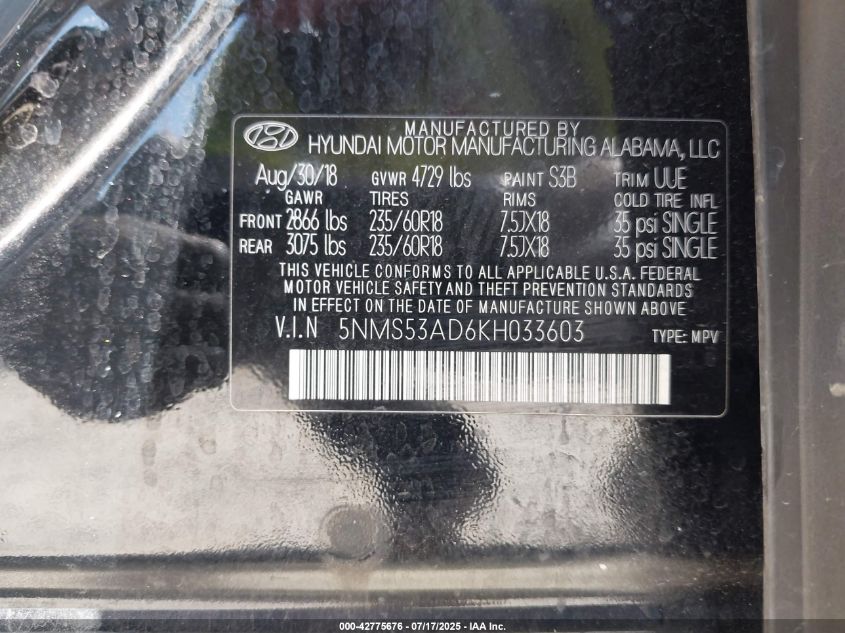 MANUFACTURED BY
HYUNDAI MOTOR MANUFACTURING ALABAMA, LLC
Aug/30/18 GVWR 4729 lbs PAINT S3B TRIM UUE
GAWR TIRES RIMS COLD TIRE INFL
FRONT 2866 lbs 235/60R18 7.5JX18 35 psi SINGLE
REAR 3075 lbs 235/60R18 7.5JX18 35 psi SINGLE
THIS VEHICLE CONFORMS TO ALL APPLICABLE U.S.A. FEDERAL
MOTOR VEHICLE SAFETY AND THEFT PREVENTION STANDARDS
IN EFFECT ON THE DATE OF MANUFACTURE SHOWN ABOVE
V.I.N 5NMS53AD6KH033603 TYPE: MPV
000-42775676 - 07/17/2025 - IAA Inc.